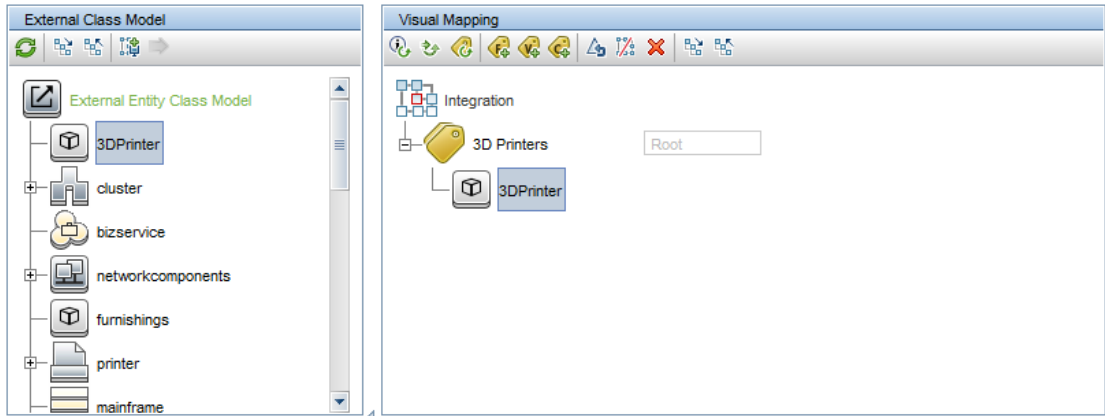 External Class Model
External Entity Class Model
3DPrinter
cluster
bizservice
networkcomponents
furnishings
printer
mainframe
Visual Mapping
Integration
3D Printers
Root
3DPrinter